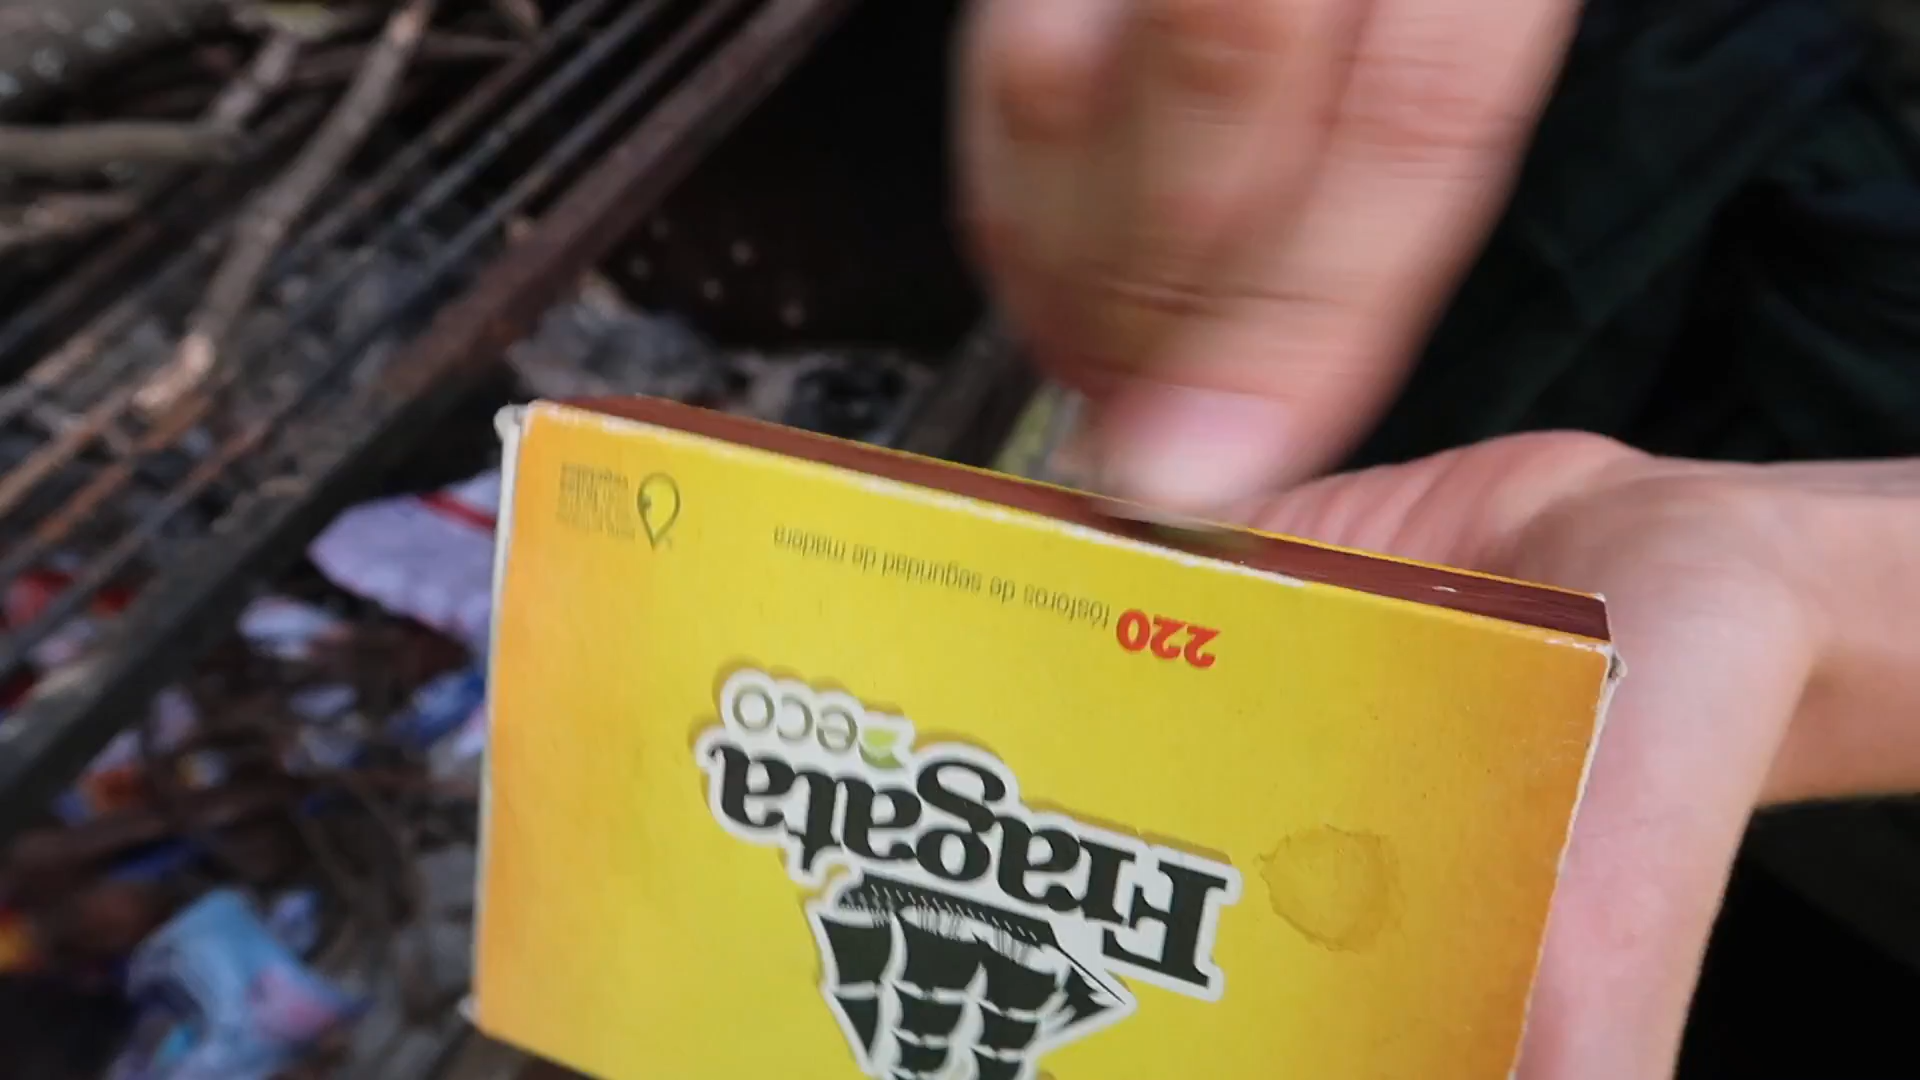 220 fósforos de seguridad de madera
eco
Fragata